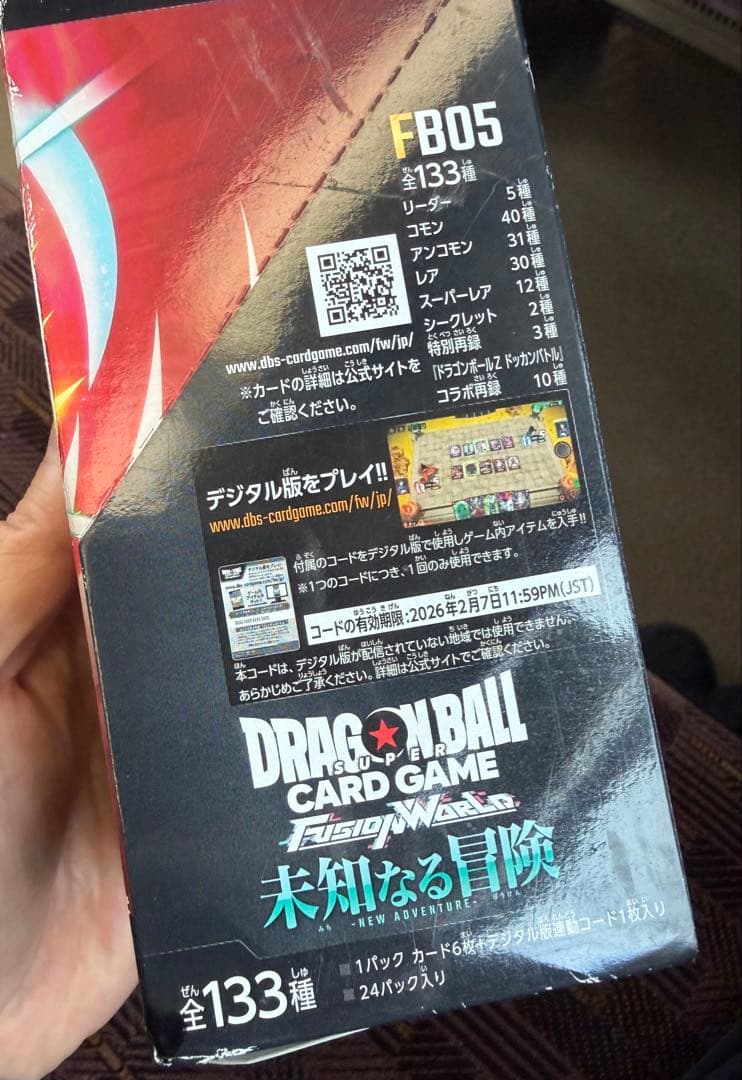 FB05
全133種
リーダー 5種
コモン 40種
アンコモン 31種
レア 30種
スーパーレア 12種
シークレット 2種
特別再録 3種
「ドラゴンボールZ ドッカンバトル」
コラボ再録 10種
www.dbs-cardgame.com/fw/jp/
※カードの詳細は公式サイトを
ご確認ください。
デジタル版をプレイ!!
www.dbs-cardgame.com/fw/jp/
付属のコードをデジタル版で使用しゲーム内アイテムを入手!!
※1つのコードにつき、1回のみ使用できます。
コードの有効期限:2026年2月7日11:59PM(JST)
本コードは、デジタル版が配信されていない地域では使用できません。
あらかじめご了承ください。詳細は公式サイトでご確認ください。
DRAGON BALL
SUPER
CARD GAME
FUSION WORLD
未知なる冒険
-NEW ADVENTURE-
全133種
1パック カード6枚+デジタル版連動コード1枚入り
24パック入り